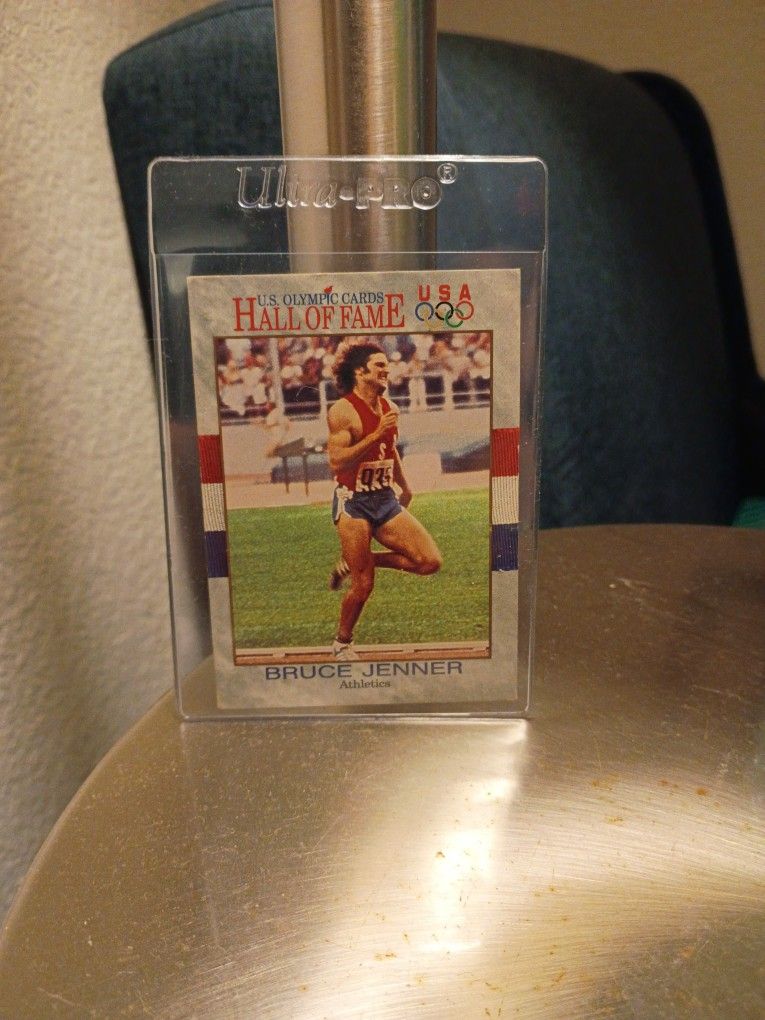 Ultra-PRO®
U.S. OLYMPIC CARDS
HALL OF FAME
USA
S
935
BRUCE JENNER
Athletics